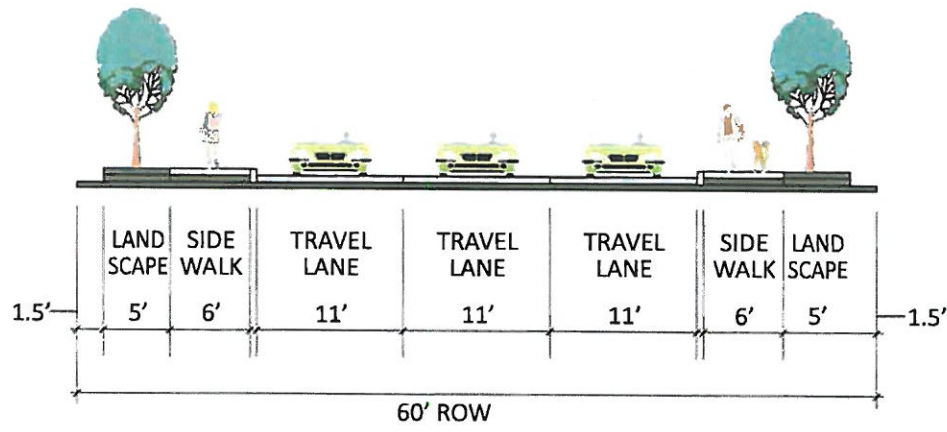 LAND
SCAPE
SIDE
WALK
TRAVEL
LANE
TRAVEL
LANE
TRAVEL
LANE
SIDE
WALK
LAND
SCAPE
1.5'
5'
6'
11'
11'
11'
6'
5'
1.5'
60' ROW